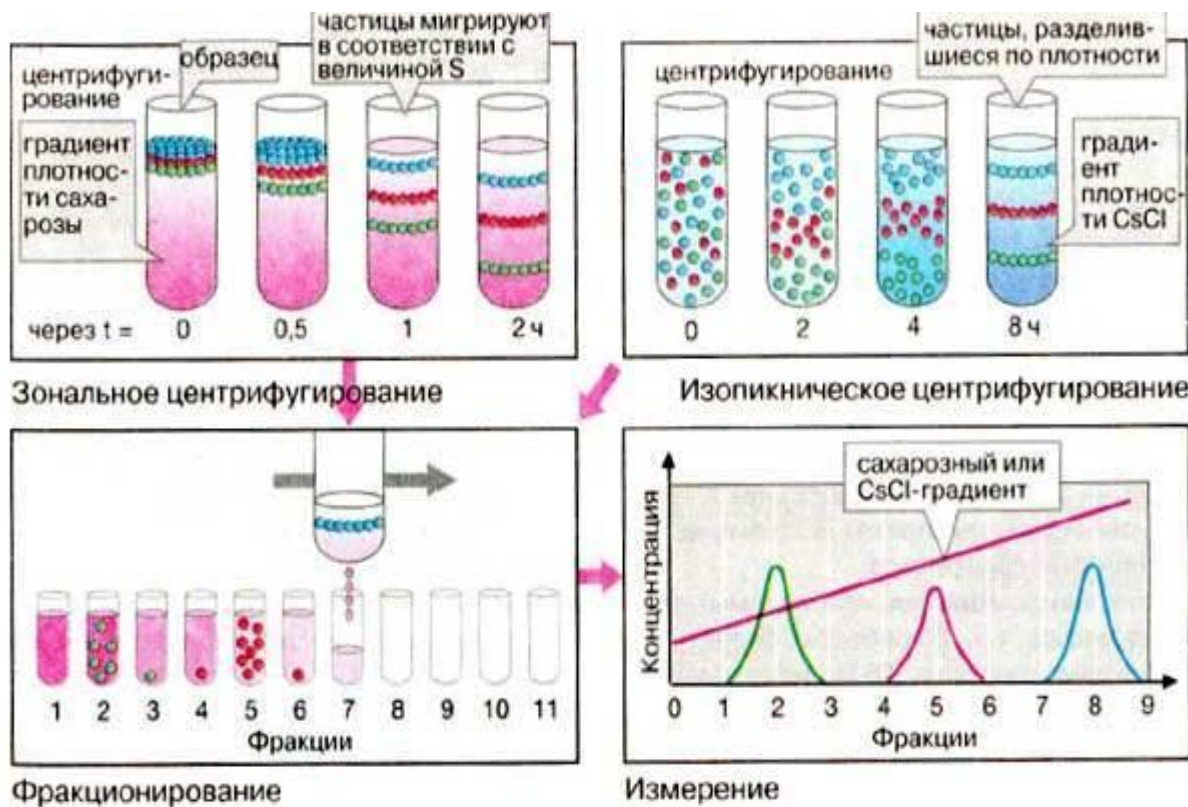 частицы мигрируют
в соответствии с
величиной S
образец
центрифуги-
рование
градиент
плотнос-
ти саха-
розы
через t =
0
0,5
1
2 ч
Зональное центрифугирование
частицы, разделив-
шиеся по плотности
центрифугирование
гради-
ент
плотнос-
ти CsCl
0
2
4
8 ч
Изопикническое центрифугирование
1 2 3 4 5 6 7 8 9 10 11
Фракции
Фракционирование
сахарозный или
CsCl-градиент
Концентрация
0 1 2 3 4 5 6 7 8 9
Фракции
Измерение